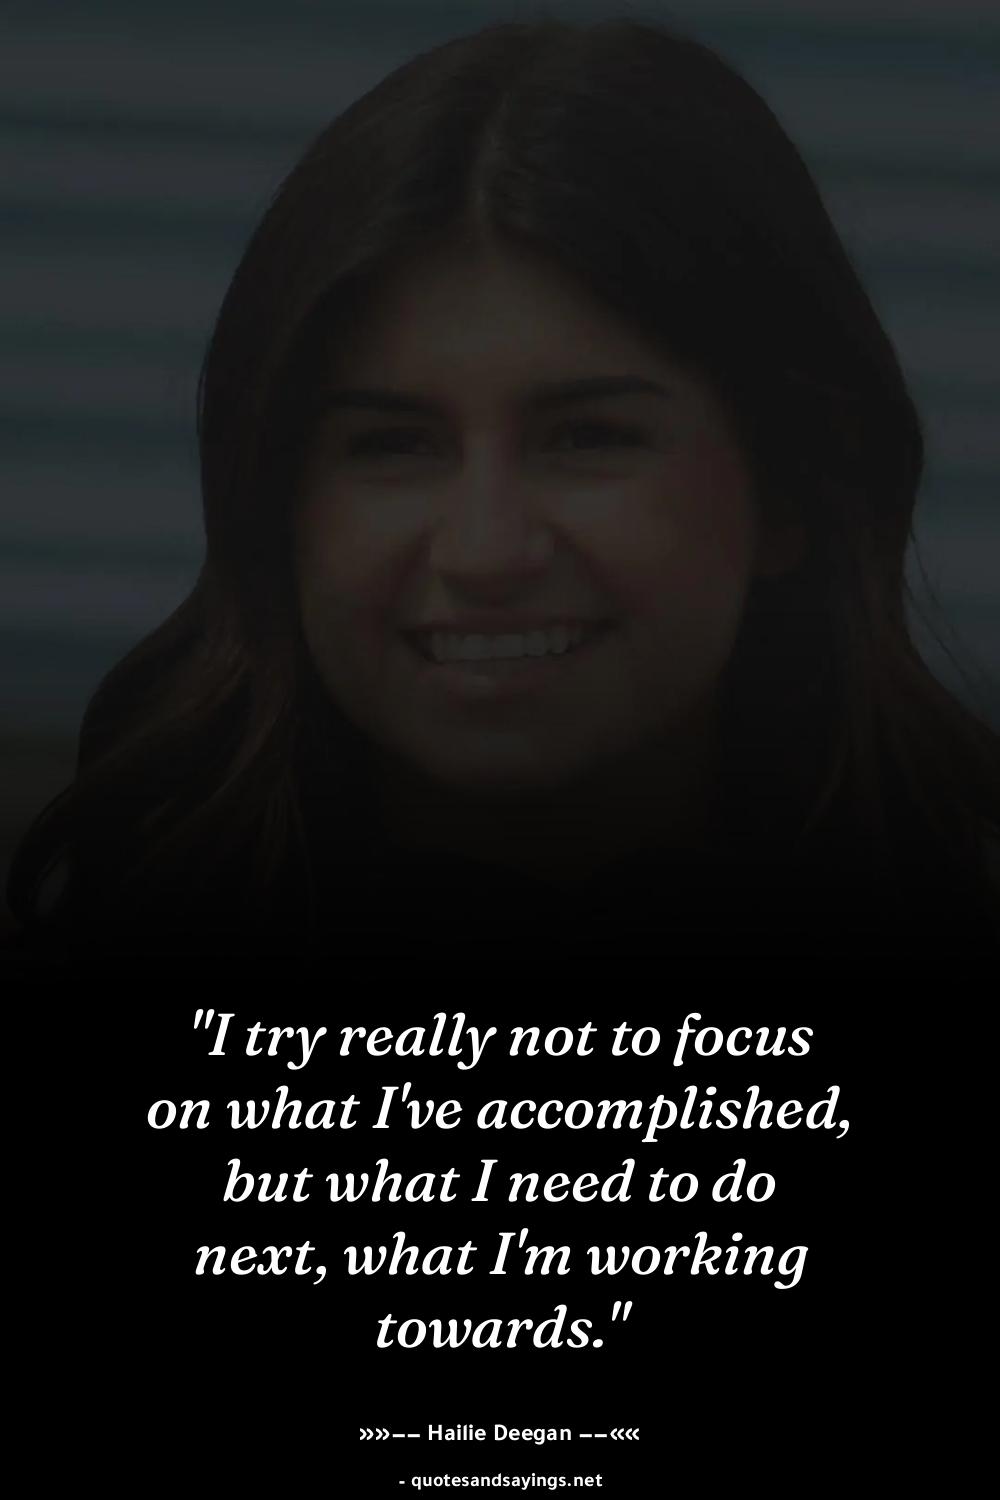 "I try really not to focus
on what I've accomplished,
but what I need to do
next, what I'm working
towards."
»»–– Hailie Deegan ––««
- quotesandsayings.net